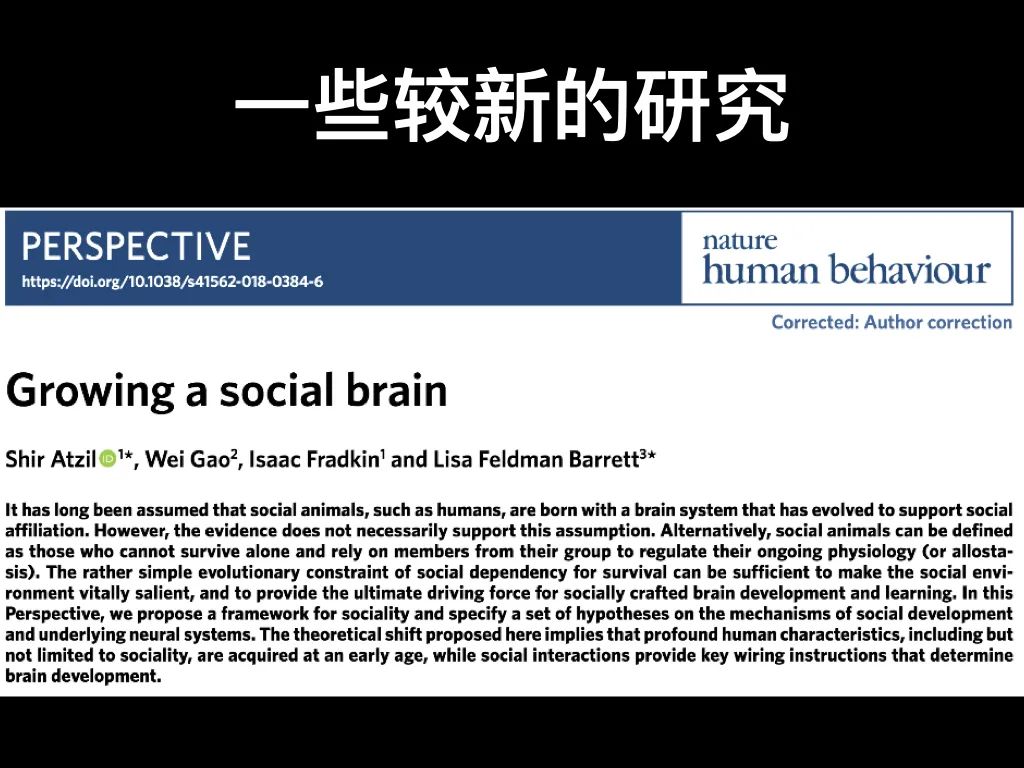 一些较新的研究
PERSPECTIVE
https://doi.org/10.1038/s41562-018-0384-6
nature
human behaviour
Corrected: Author correction
Growing a social brain
Shir Atzil iD 1*, Wei Gao2, Isaac Fradkin1 and Lisa Feldman Barrett3*
It has long been assumed that social animals, such as humans, are born with a brain system that has evolved to support social
affiliation. However, the evidence does not necessarily support this assumption. Alternatively, social animals can be defined
as those who cannot survive alone and rely on members from their group to regulate their ongoing physiology (or allosta-
sis). The rather simple evolutionary constraint of social dependency for survival can be sufficient to make the social envi-
ronment vitally salient, and to provide the ultimate driving force for socially crafted brain development and learning. In this
Perspective, we propose a framework for sociality and specify a set of hypotheses on the mechanisms of social development
and underlying neural systems. The theoretical shift proposed here implies that profound human characteristics, including but
not limited to sociality, are acquired at an early age, while social interactions provide key wiring instructions that determine
brain development.